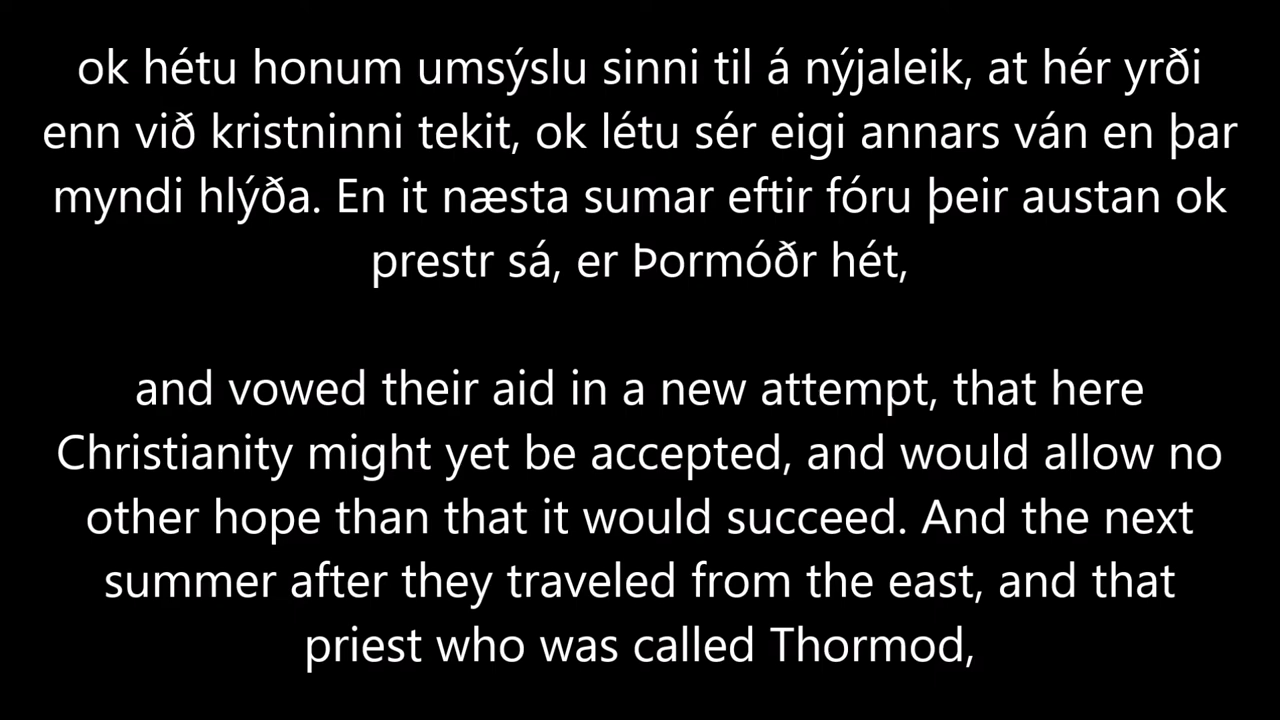 ok hétu honum umsýslu sinni til á nýjaleik, at hér yrði
enn við kristninni tekit, ok létu sér eigi annars ván en þar
myndi hlýða. En it næsta sumar eftir fóru þeir austan ok
prestr sá, er Þormóðr hét,
and vowed their aid in a new attempt, that here
Christianity might yet be accepted, and would allow no
other hope than that it would succeed. And the next
summer after they traveled from the east, and that
priest who was called Thormod,